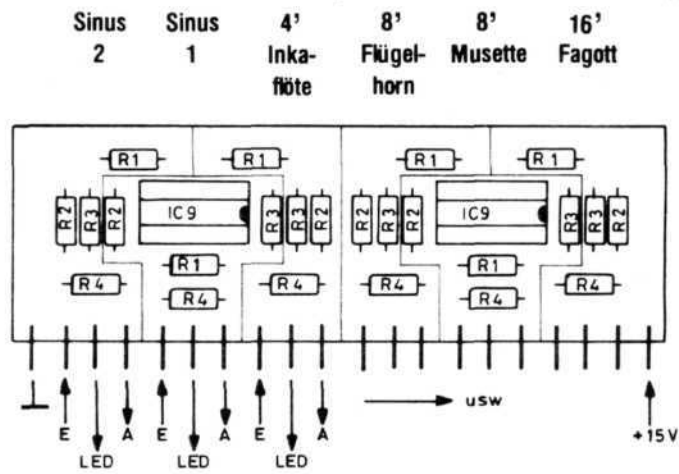 Sinus Sinus 4' 8' 8' 16'
2 1 Inka- Flügel- Musette Fagott
flöte horn
R1 R1 R1 R1
R2 R3 R2 IC9 R3 R3 R2 R2 R3 R2 IC9 R3 R3 R2
R1 R1
R4 R4 R4 R4 R4 R4
E A E A E A usw +15V
LED LED LED